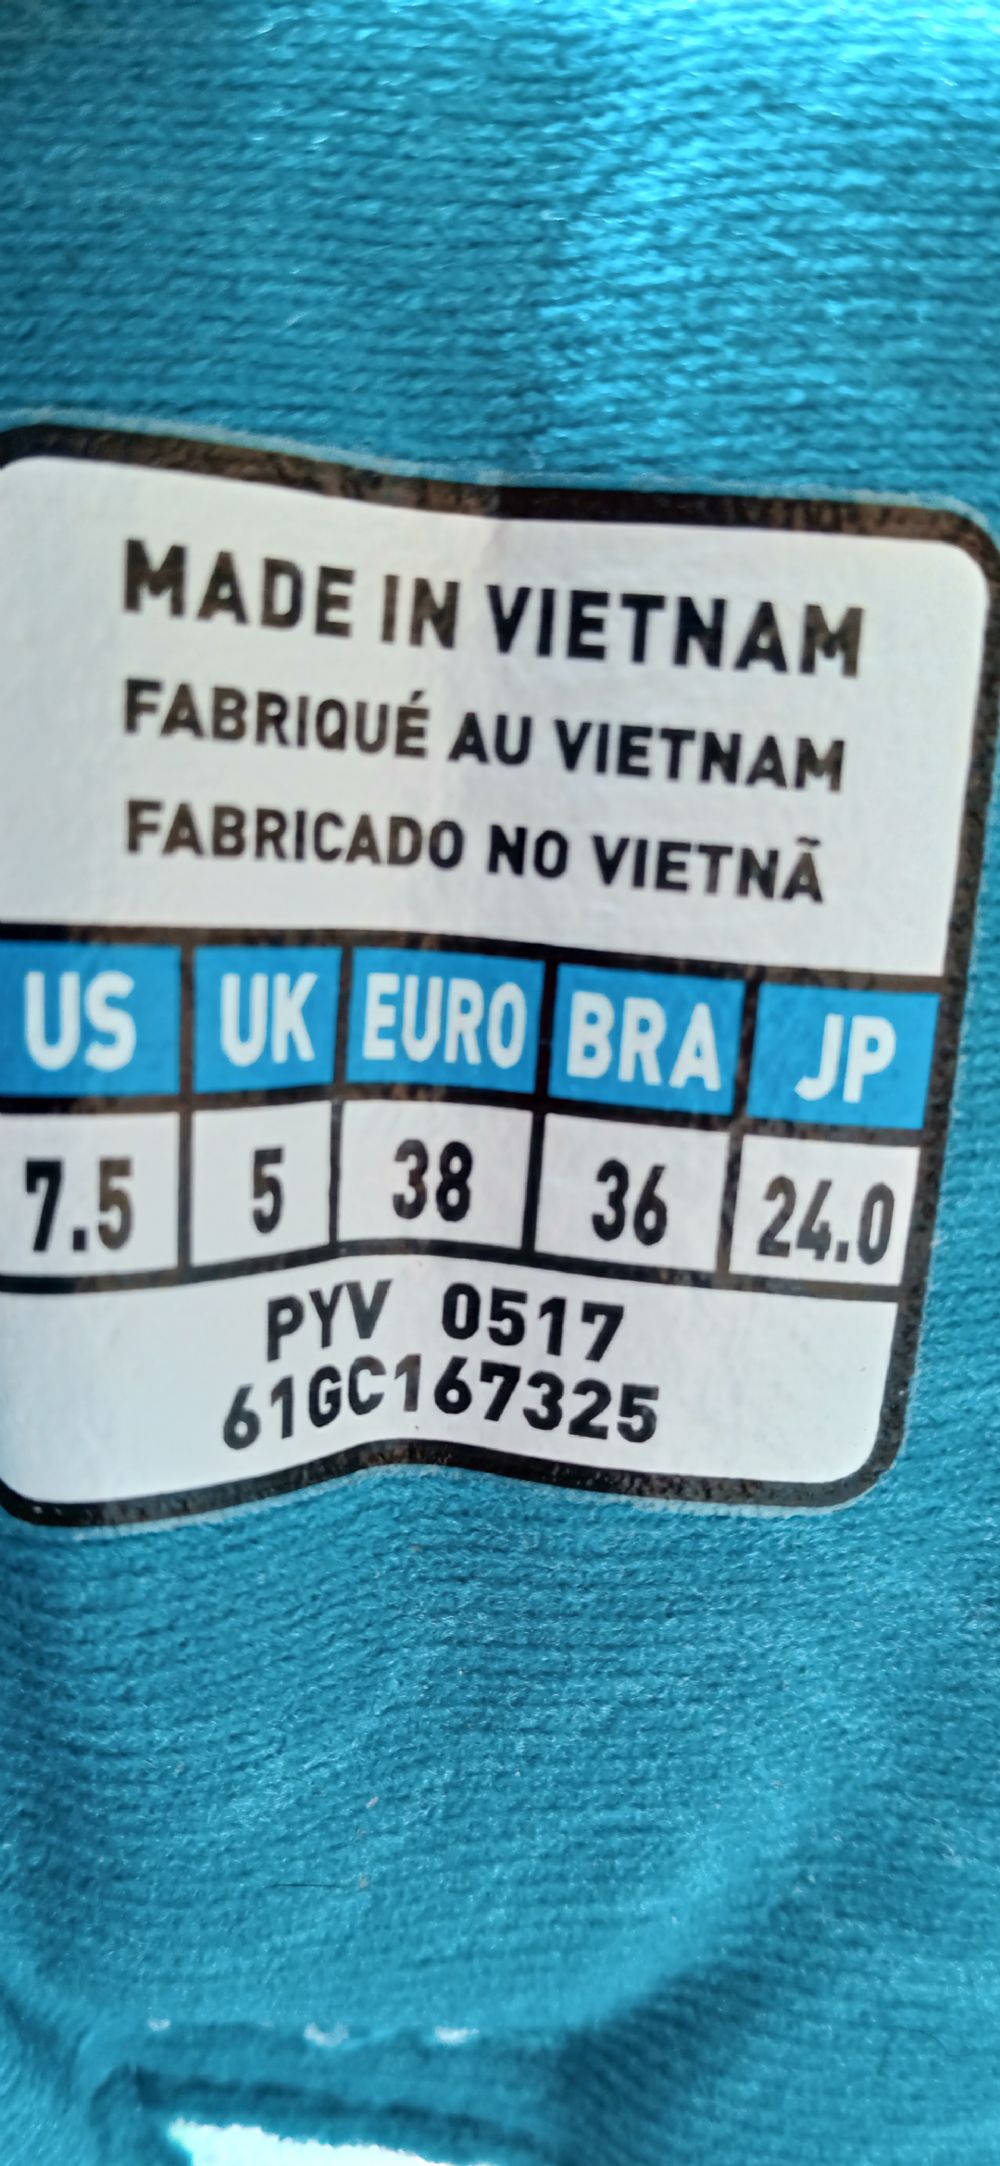 MADE IN VIETNAM
FABRIQUÉ AU VIETNAM
FABRICADO NO VIETNÃ
US UK EURO BRA JP
7.5 5 38 36 24.0
PYV 0517
61GC167325